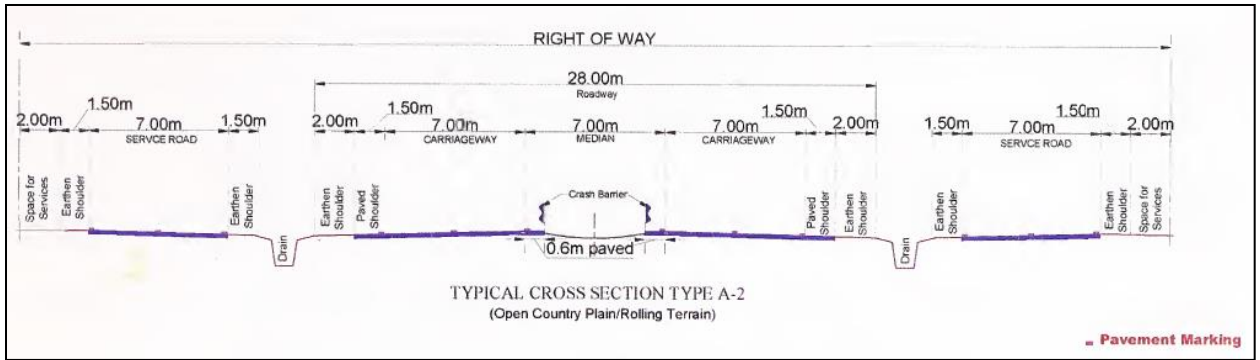 RIGHT OF WAY
28.00m
Roadway
1.50m
1.50m
1.50m
1.50m
2.00m
7.00m
1.50m
2.00m
7.00m
7.00m
7.00m
2.00m
1.50m
7.00m
2.00m
SERVCE ROAD
CARRIAGEWAY
MEDIAN
CARRIAGEWAY
SERVCE ROAD
Space for
Services
Earthen
Shoulder
Earthen
Shoulder
Drain
Earthen
Shoulder
Paved
Shoulder
Crash Barrier
0.6m paved
Paved
Shoulder
Earthen
Shoulder
Drain
Earthen
Shoulder
Earthen
Shoulder
Space for
Services
TYPICAL CROSS SECTION TYPE A-2
(Open Country Plain/Rolling Terrain)
Pavement Marking